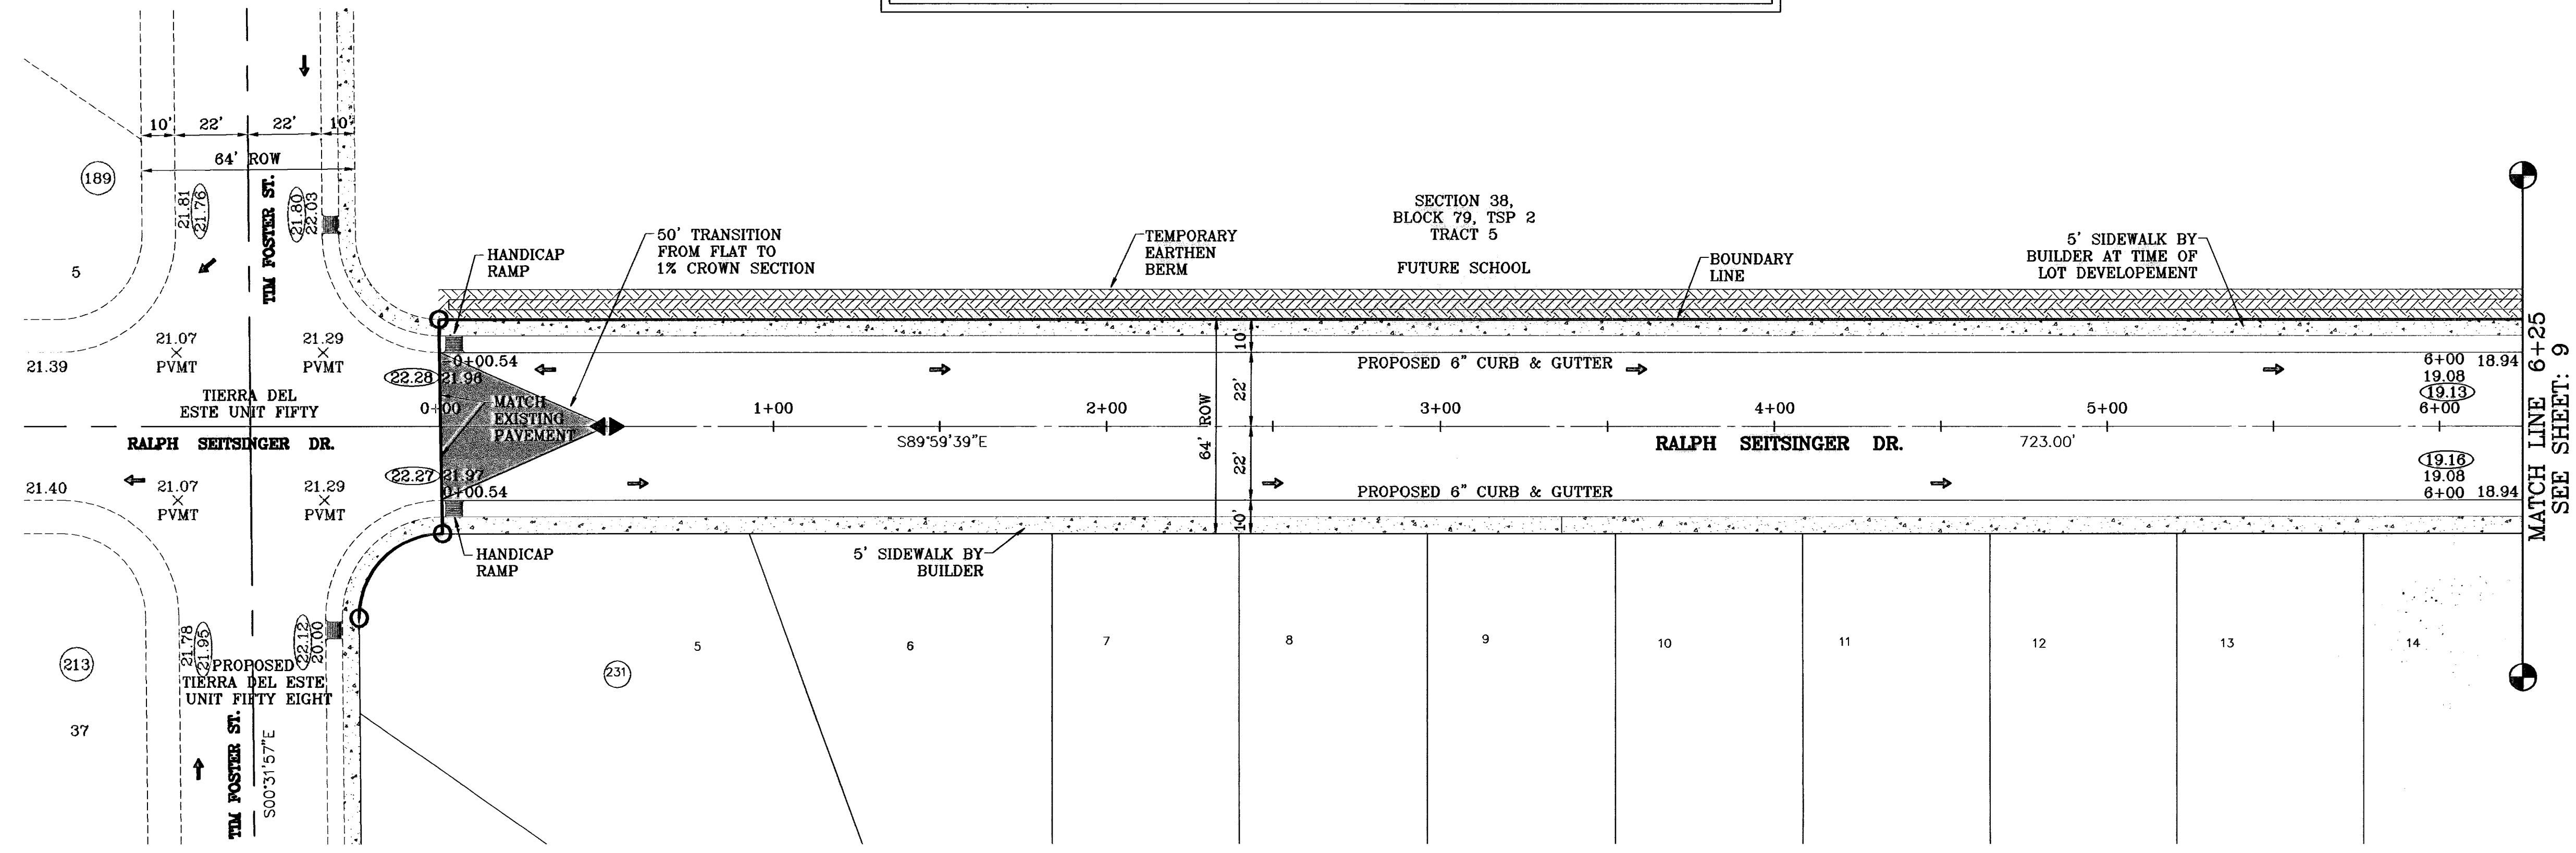 10'
22'
22'
10'
64' ROW
189
TIM FOSTER ST.
21.81
21.76
21.80
22.03
5
HANDICAP
RAMP
50' TRANSITION
FROM FLAT TO
1% CROWN SECTION
TEMPORARY
EARTHEN
BERM
SECTION 38,
BLOCK 79, TSP 2
TRACT 5
FUTURE SCHOOL
BOUNDARY
LINE
5' SIDEWALK BY
BUILDER AT TIME OF
LOT DEVELOPEMENT
21.07
PVMT
21.29
PVMT
21.39
TIERRA DEL
ESTE UNIT FIFTY
RALPH SEITSINGER DR.
0+00.54
22.28
21.98
0+00
MATCH
EXISTING
PAVEMENT
22.27
21.97
0+00.54
1+00
2+00
3+00
4+00
5+00
6+00
S89°59'39"E
64' ROW
10'
22'
22'
10'
PROPOSED 6" CURB & GUTTER
RALPH SEITSINGER DR.
723.00'
PROPOSED 6" CURB & GUTTER
6+00 18.94
19.08
19.13
19.16
19.08
6+00 18.94
MATCH LINE 6+25
SEE SHEET: 9
21.40
21.07
PVMT
21.29
PVMT
HANDICAP
RAMP
5' SIDEWALK BY
BUILDER
21.78
21.95
22.12
20.00
213
PROPOSED
TIERRA DEL ESTE
UNIT FIFTY EIGHT
37
TIM FOSTER ST.
S00°31'57"E
231
5
6
7
8
9
10
11
12
13
14